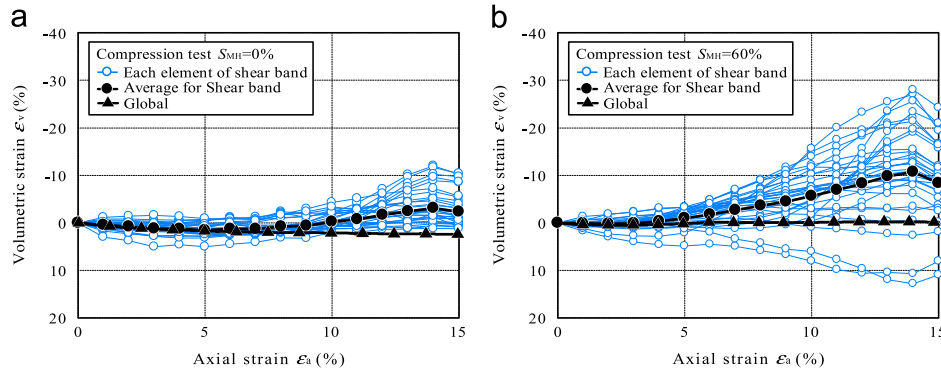 a
-40
-30
-20
-10
0
10
20
Volumetric strain εv (%)
Compression test SMH=0%
Each element of shear band
Average for Shear band
Global
0
5
10
15
Axial strain εa (%)
b
-40
-30
-20
-10
0
10
20
Volumetric strain εv (%)
Compression test SMH=60%
Each element of shear band
Average for Shear band
Global
0
5
10
15
Axial strain εa (%)